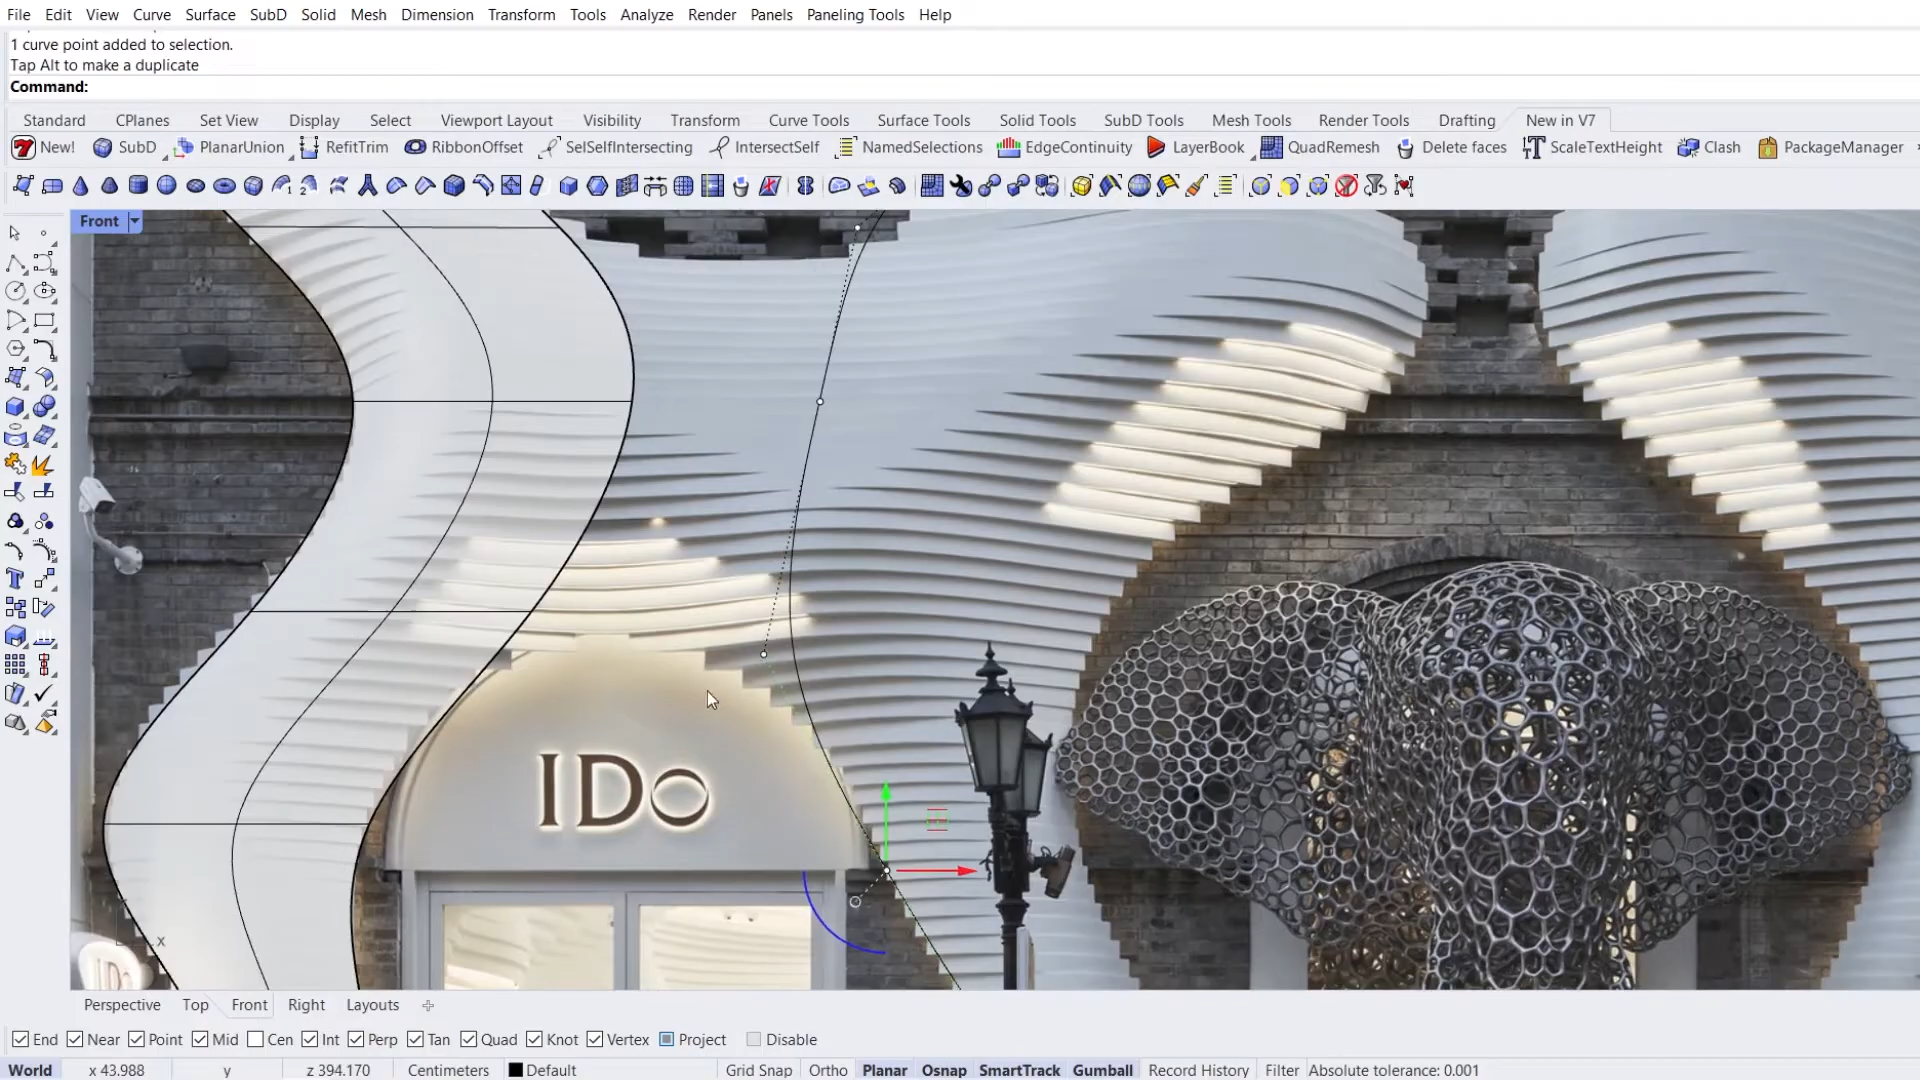 File Edit View Curve Surface SubD Solid Mesh Dimension Transform Tools Analyze Render Panels Paneling Tools Help
1 curve point added to selection.
Tap Alt to make a duplicate
Command:
Standard CPlanes Set View Display Select Viewport Layout Visibility Transform Curve Tools Surface Tools Solid Tools SubD Tools Mesh Tools Render Tools Drafting New in V7
New! SubD PlanarUnion RefitTrim RibbonOffset SelSelfIntersecting IntersectSelf NamedSelections EdgeContinuity LayerBook QuadRemesh Delete faces ScaleTextHeight Clash PackageManager
Front
IDO
x
IDO
Perspective Top Front Right Layouts
End Near Point Mid Cen Int Perp Tan Quad Knot Vertex Project Disable
World x 43.988 y z 394.170 Centimeters Default Grid Snap Ortho Planar Osnap SmartTrack Gumball Record History Filter Absolute tolerance: 0.001